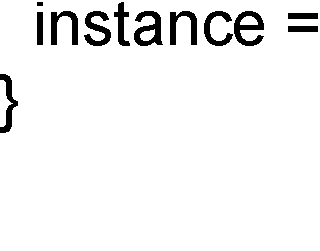 instance =
}